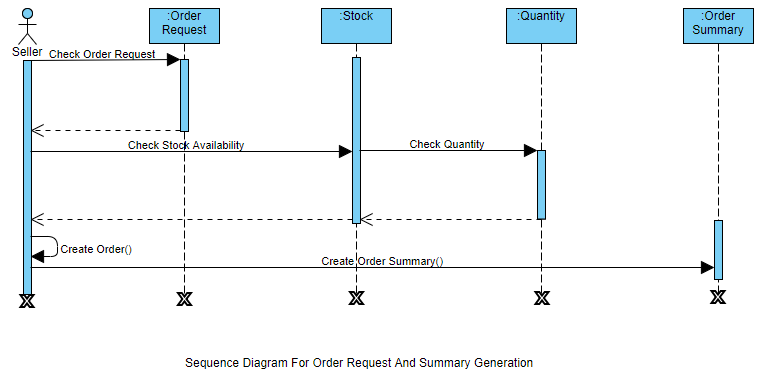 :Order
Request
:Stock
:Quantity
:Order
Summary
Seller
Check Order Request
Check Stock Availability
Check Quantity
Create Order()
Create Order Summary()
Sequence Diagram For Order Request And Summary Generation